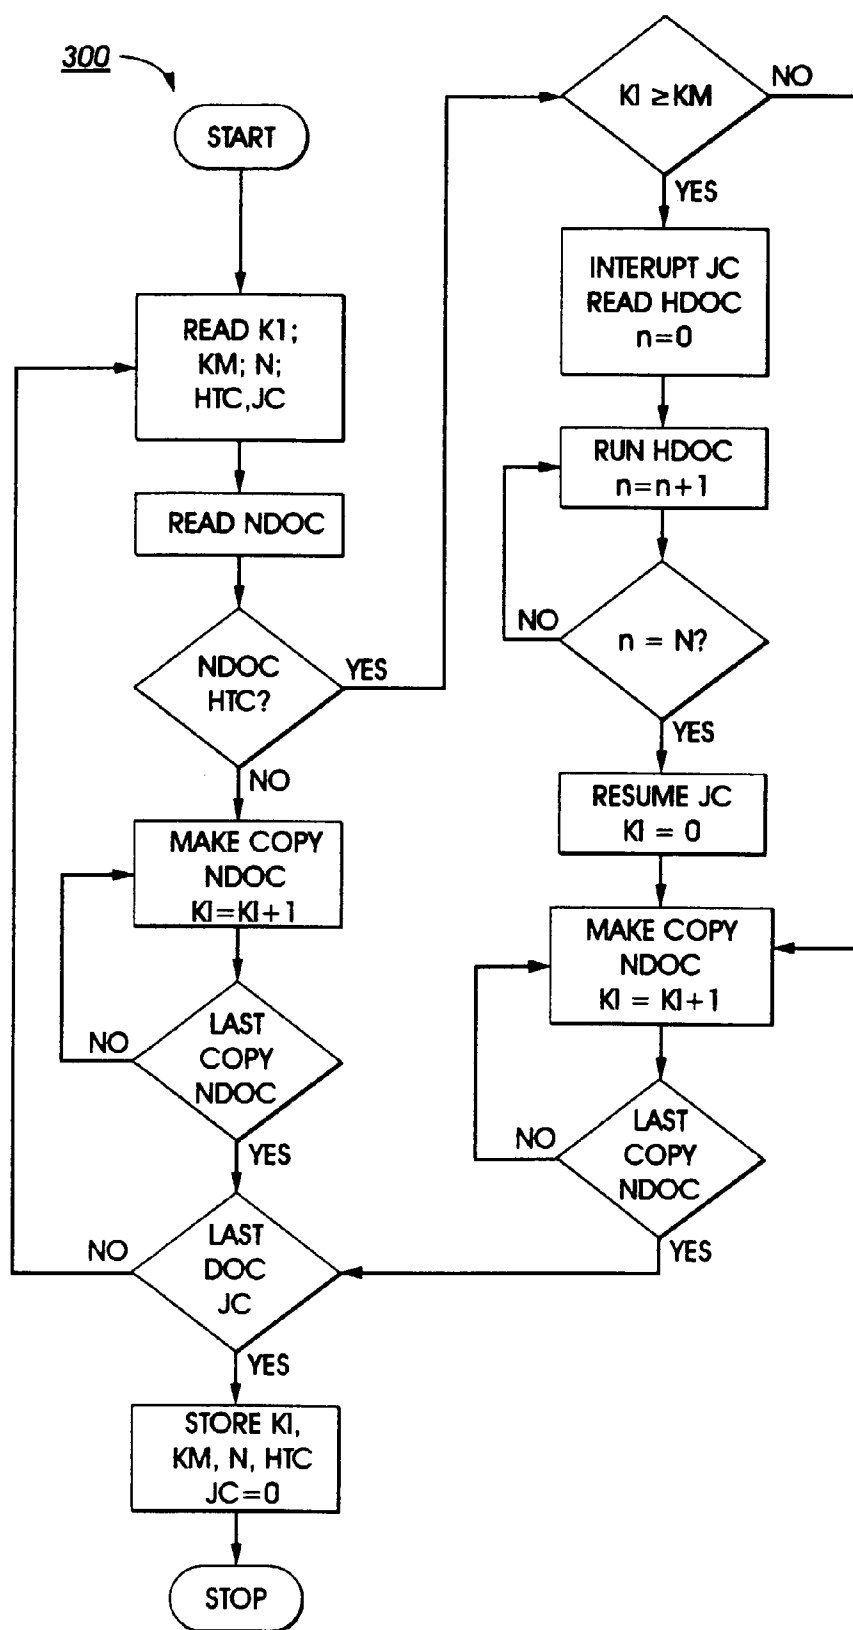 300
START
READ K1;
KM; N;
HTC,JC
READ NDOC
NDOC
HTC?
YES
NO
MAKE COPY
NDOC
KI=KI+1
LAST
COPY
NDOC
NO
YES
LAST
DOC
JC
NO
YES
STORE KI,
KM, N, HTC
JC=0
STOP
KI ≥KM
NO
YES
INTERUPT JC
READ HDOC
n=0
RUN HDOC
n=n+1
n = N?
NO
YES
RESUME JC
KI = 0
MAKE COPY
NDOC
KI = KI+1
LAST
COPY
NDOC
NO
YES